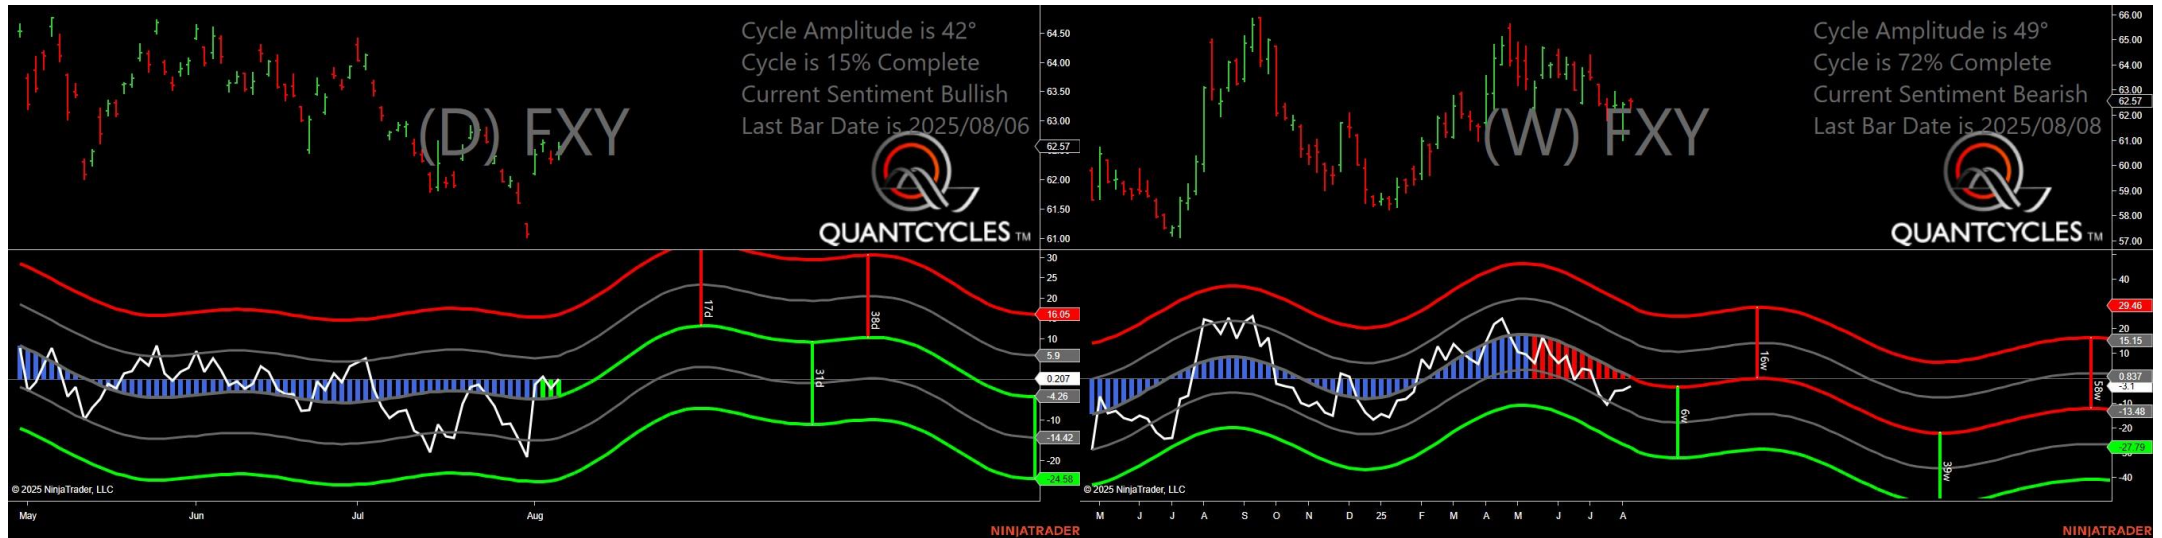 Cycle Amplitude is 42°
Cycle is 15% Complete
Current Sentiment Bullish
Last Bar Date is 2025/08/06
(D) FXY
QUANTCYCLES TM
64.50
64.00
63.50
63.00
62.57
62.00
61.50
61.00
30
25
20
16.05
10
5.9
0.207
-4.26
-10
-14.42
-20
-24.58
17d
38d
31d
© 2025 NinjaTrader, LLC
May Jun Jul Aug
NINJATRADER
Cycle Amplitude is 49°
Cycle is 72% Complete
Current Sentiment Bearish
Last Bar Date is 2025/08/08
(W) FXY
QUANTCYCLES TM
66.00
65.00
64.00
63.00
62.57
62.00
61.00
60.00
59.00
58.00
57.00
40
29.46
20
15.15
10
0.837
-3.1
-10
-13.48
-20
-27.79
-40
16w
58w
6w
39w
© 2025 NinjaTrader, LLC
M J J A S O N D 25 F M A M J J A
NINJATRADER